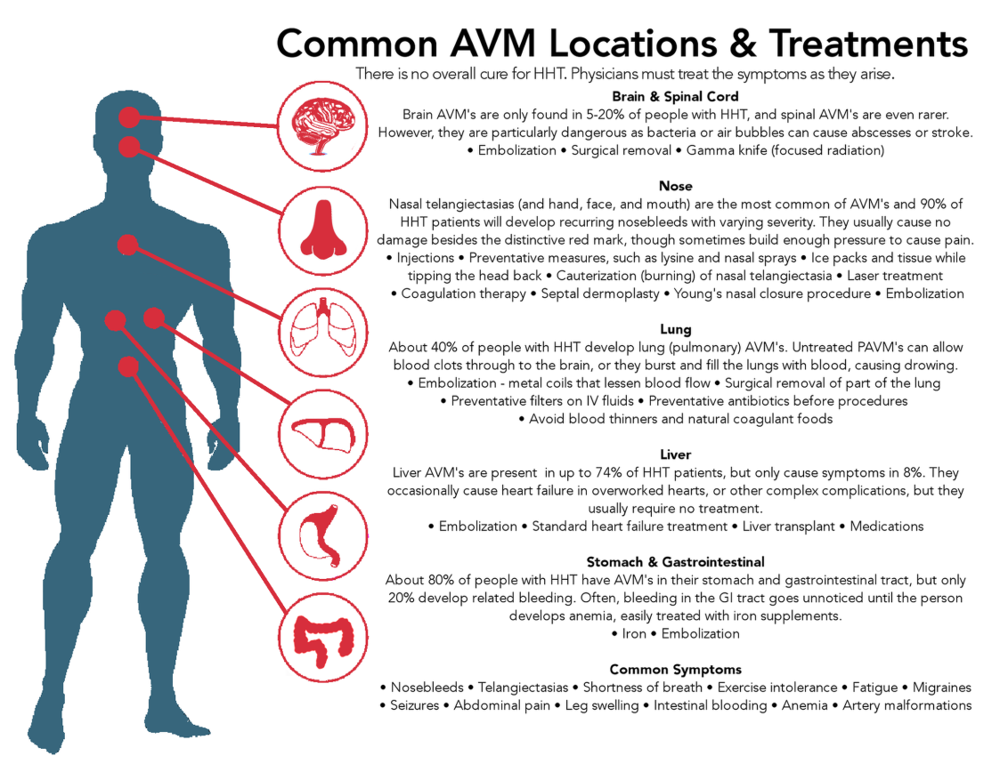 Common AVM Locations & Treatments
There is no overall cure for HHT. Physicians must treat the symptoms as they arise.
Brain & Spinal Cord
Brain AVM's are only found in 5-20% of people with HHT, and spinal AVM's are even rarer.
However, they are particularly dangerous as bacteria or air bubbles can cause abscesses or stroke.
• Embolization • Surgical removal • Gamma knife (focused radiation)
Nose
Nasal telangiectasias (and hand, face, and mouth) are the most common of AVM's and 90% of
HHT patients will develop recurring nosebleeds with varying severity. They usually cause no
damage besides the distinctive red mark, though sometimes build enough pressure to cause pain.
• Injections • Preventative measures, such as lysine and nasal sprays • Ice packs and tissue while
tipping the head back • Cauterization (burning) of nasal telangiectasia • Laser treatment
• Coagulation therapy • Septal dermoplasty • Young's nasal closure procedure • Embolization
Lung
About 40% of people with HHT develop lung (pulmonary) AVM's. Untreated PAVM's can allow
blood clots through to the brain, or they burst and fill the lungs with blood, causing drowing.
• Embolization - metal coils that lessen blood flow • Surgical removal of part of the lung
• Preventative filters on IV fluids • Preventative antibiotics before procedures
• Avoid blood thinners and natural coagulant foods
Liver
Liver AVM's are present in up to 74% of HHT patients, but only cause symptoms in 8%. They
occasionally cause heart failure in overworked hearts, or other complex complications, but they
usually require no treatment.
• Embolization • Standard heart failure treatment • Liver transplant • Medications
Stomach & Gastrointestinal
About 80% of people with HHT have AVM's in their stomach and gastrointestinal tract, but only
20% develop related bleeding. Often, bleeding in the GI tract goes unnoticed until the person
develops anemia, easily treated with iron supplements.
• Iron • Embolization
Common Symptoms
• Nosebleeds • Telangiectasias • Shortness of breath • Exercise intolerance • Fatigue • Migraines
• Seizures • Abdominal pain • Leg swelling • Intestinal blooding • Anemia • Artery malformations